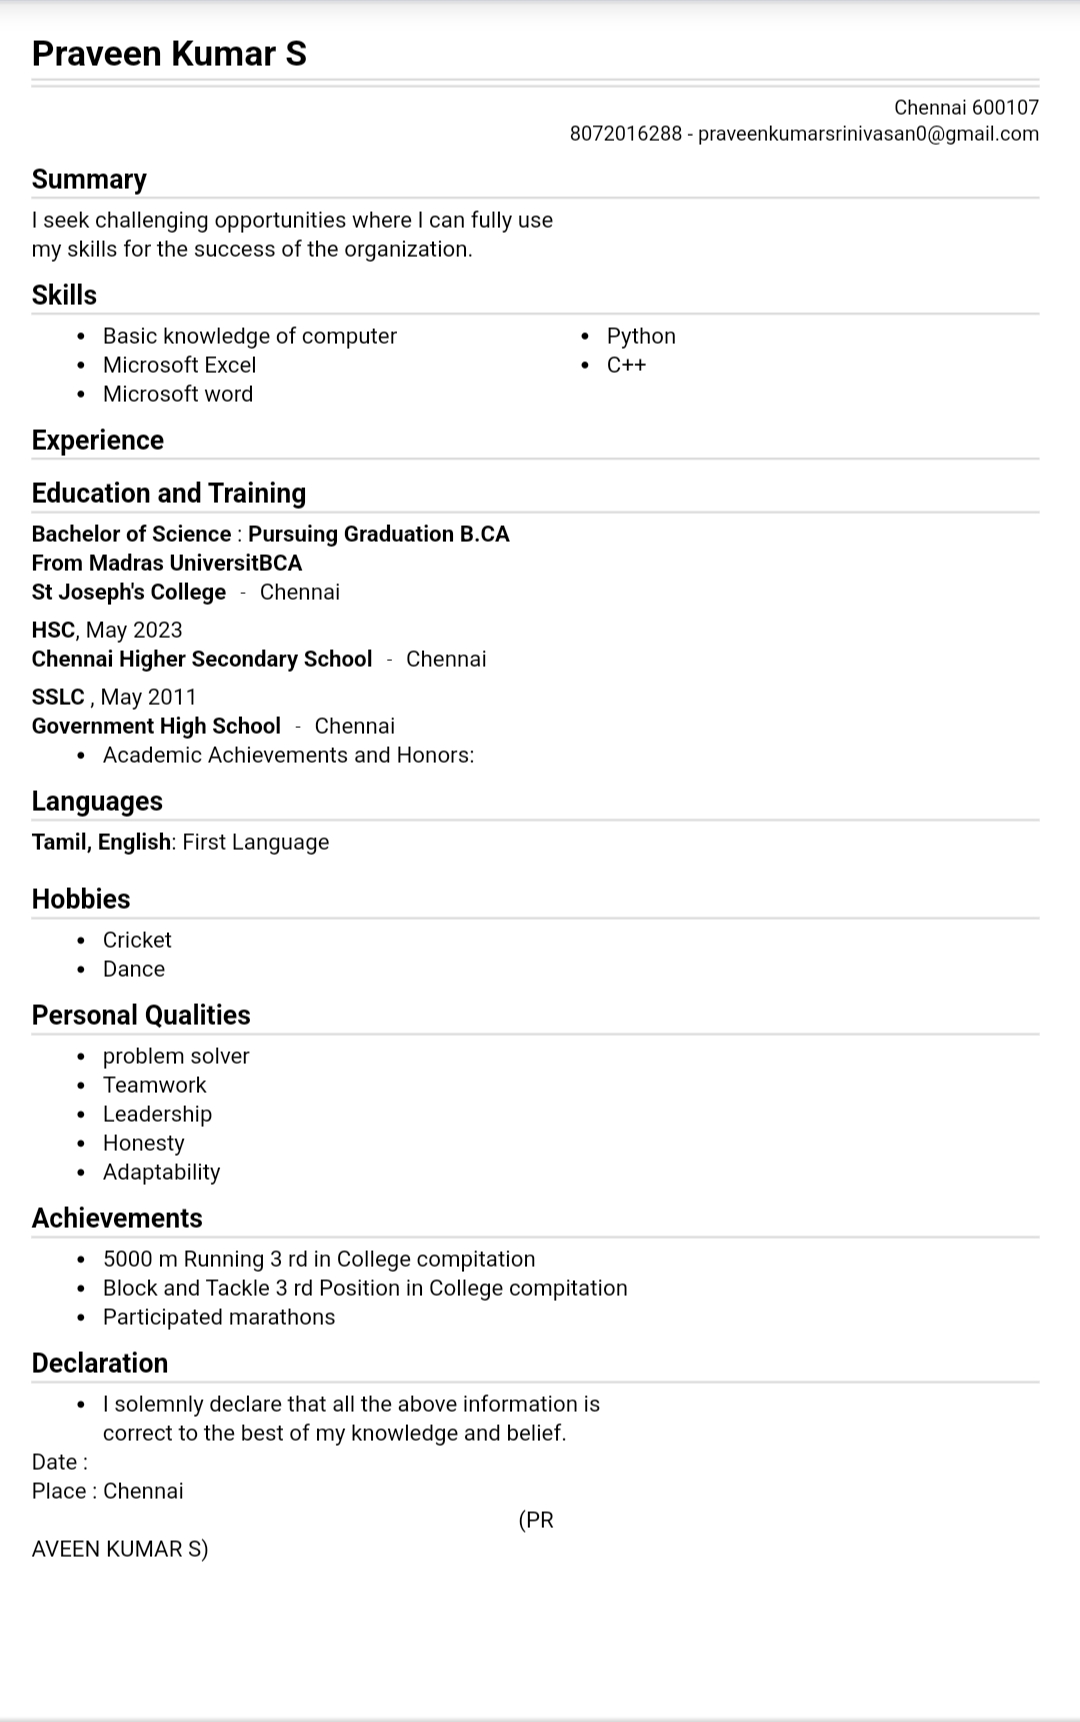 Praveen Kumar S
Chennai 600107
8072016288 - praveenkumarsrinivasan0@gmail.com
Summary
I seek challenging opportunities where I can fully use
my skills for the success of the organization.
Skills
• Basic knowledge of computer
• Microsoft Excel
• Microsoft word
• Python
• C++
Experience
Education and Training
Bachelor of Science : Pursuing Graduation B.CA
From Madras UniversitBCA
St Joseph's College - Chennai
HSC, May 2023
Chennai Higher Secondary School - Chennai
SSLC , May 2011
Government High School - Chennai
• Academic Achievements and Honors:
Languages
Tamil, English: First Language
Hobbies
• Cricket
• Dance
Personal Qualities
• problem solver
• Teamwork
• Leadership
• Honesty
• Adaptability
Achievements
• 5000 m Running 3 rd in College compitation
• Block and Tackle 3 rd Position in College compitation
• Participated marathons
Declaration
• I solemnly declare that all the above information is
correct to the best of my knowledge and belief.
Date :
Place : Chennai
(PR
AVEEN KUMAR S)